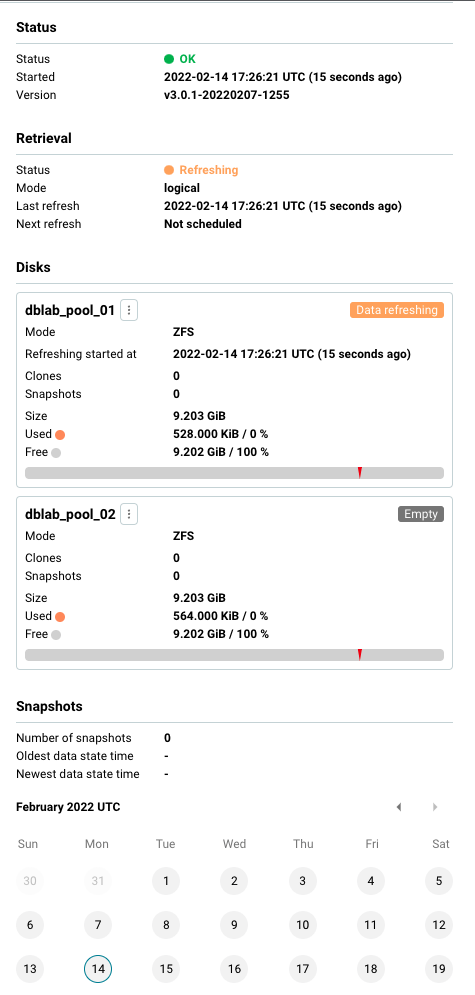 Status
Status OK
Started 2022-02-14 17:26:21 UTC (15 seconds ago)
Version v3.0.1-20220207-1255
Retrieval
Status Refreshing
Mode logical
Last refresh 2022-02-14 17:26:21 UTC (15 seconds ago)
Next refresh Not scheduled
Disks
dblab_pool_01 Data refreshing
Mode ZFS
Refreshing started at 2022-02-14 17:26:21 UTC (15 seconds ago)
Clones 0
Snapshots 0
Size 9.203 GiB
Used 528.000 KiB / 0 %
Free 9.202 GiB / 100 %
dblab_pool_02 Empty
Mode ZFS
Clones 0
Snapshots 0
Size 9.203 GiB
Used 564.000 KiB / 0 %
Free 9.202 GiB / 100 %
Snapshots
Number of snapshots 0
Oldest data state time -
Newest data state time -
February 2022 UTC
Sun Mon Tue Wed Thu Fri Sat
30 31 1 2 3 4 5
6 7 8 9 10 11 12
13 14 15 16 17 18 19